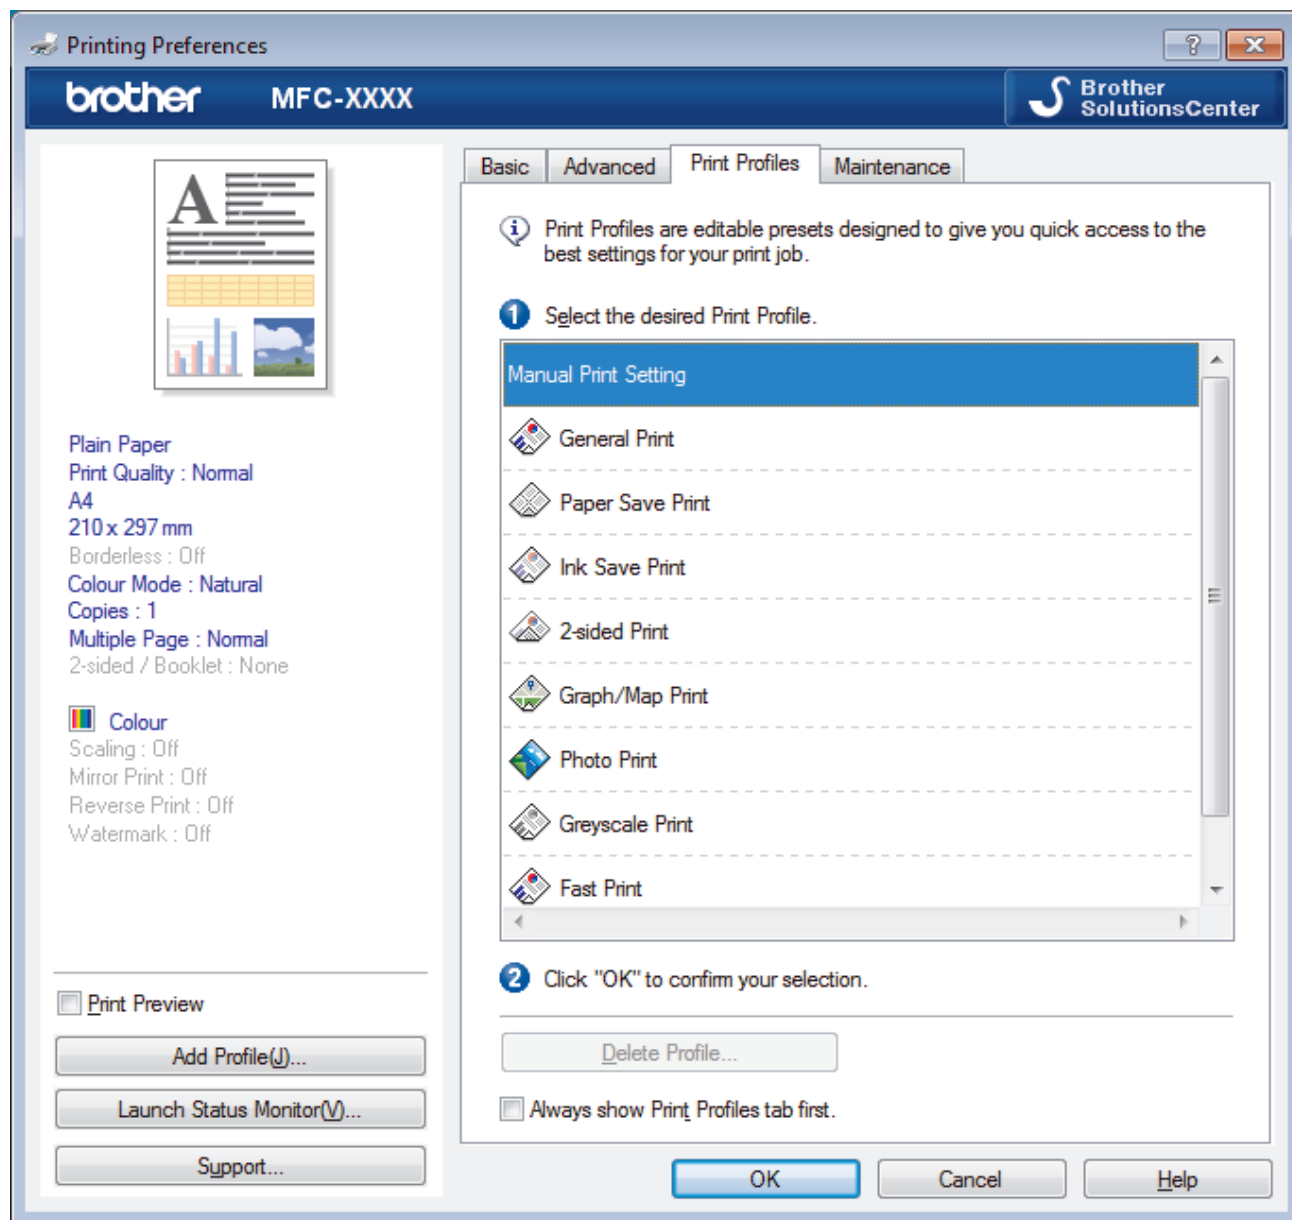 Printing Preferences
brother MFC-XXXX
Brother
SolutionsCenter
A
Plain Paper
Print Quality : Normal
A4
210 x 297 mm
Borderless : Off
Colour Mode : Natural
Copies : 1
Multiple Page : Normal
2-sided / Booklet : None
Colour
Scaling : Off
Mirror Print : Off
Reverse Print : Off
Watermark : Off
Print Preview
Add Profile(J)...
Launch Status Monitor(V)...
Support...
Basic Advanced Print Profiles Maintenance
Print Profiles are editable presets designed to give you quick access to the
best settings for your print job.
1 Select the desired Print Profile.
Manual Print Setting
General Print
Paper Save Print
Ink Save Print
2-sided Print
Graph/Map Print
Photo Print
Greyscale Print
Fast Print
2 Click "OK" to confirm your selection.
Delete Profile...
Always show Print Profiles tab first.
OK Cancel Help